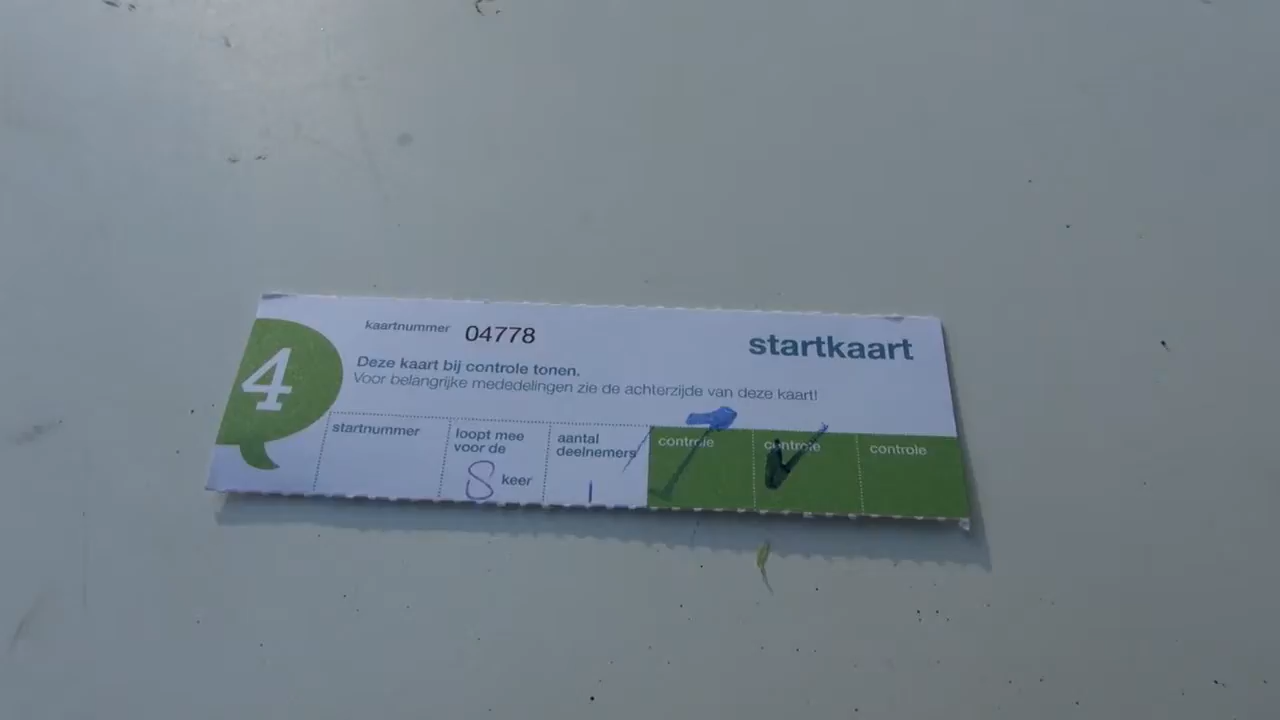 4
kaartnummer 04778
startkaart
Deze kaart bij controle tonen.
Voor belangrijke mededelingen zie de achterzijde van deze kaart!
startnummer
loopt mee
voor de
8 keer
aantal
deelnemers
1
controle
controle
controle